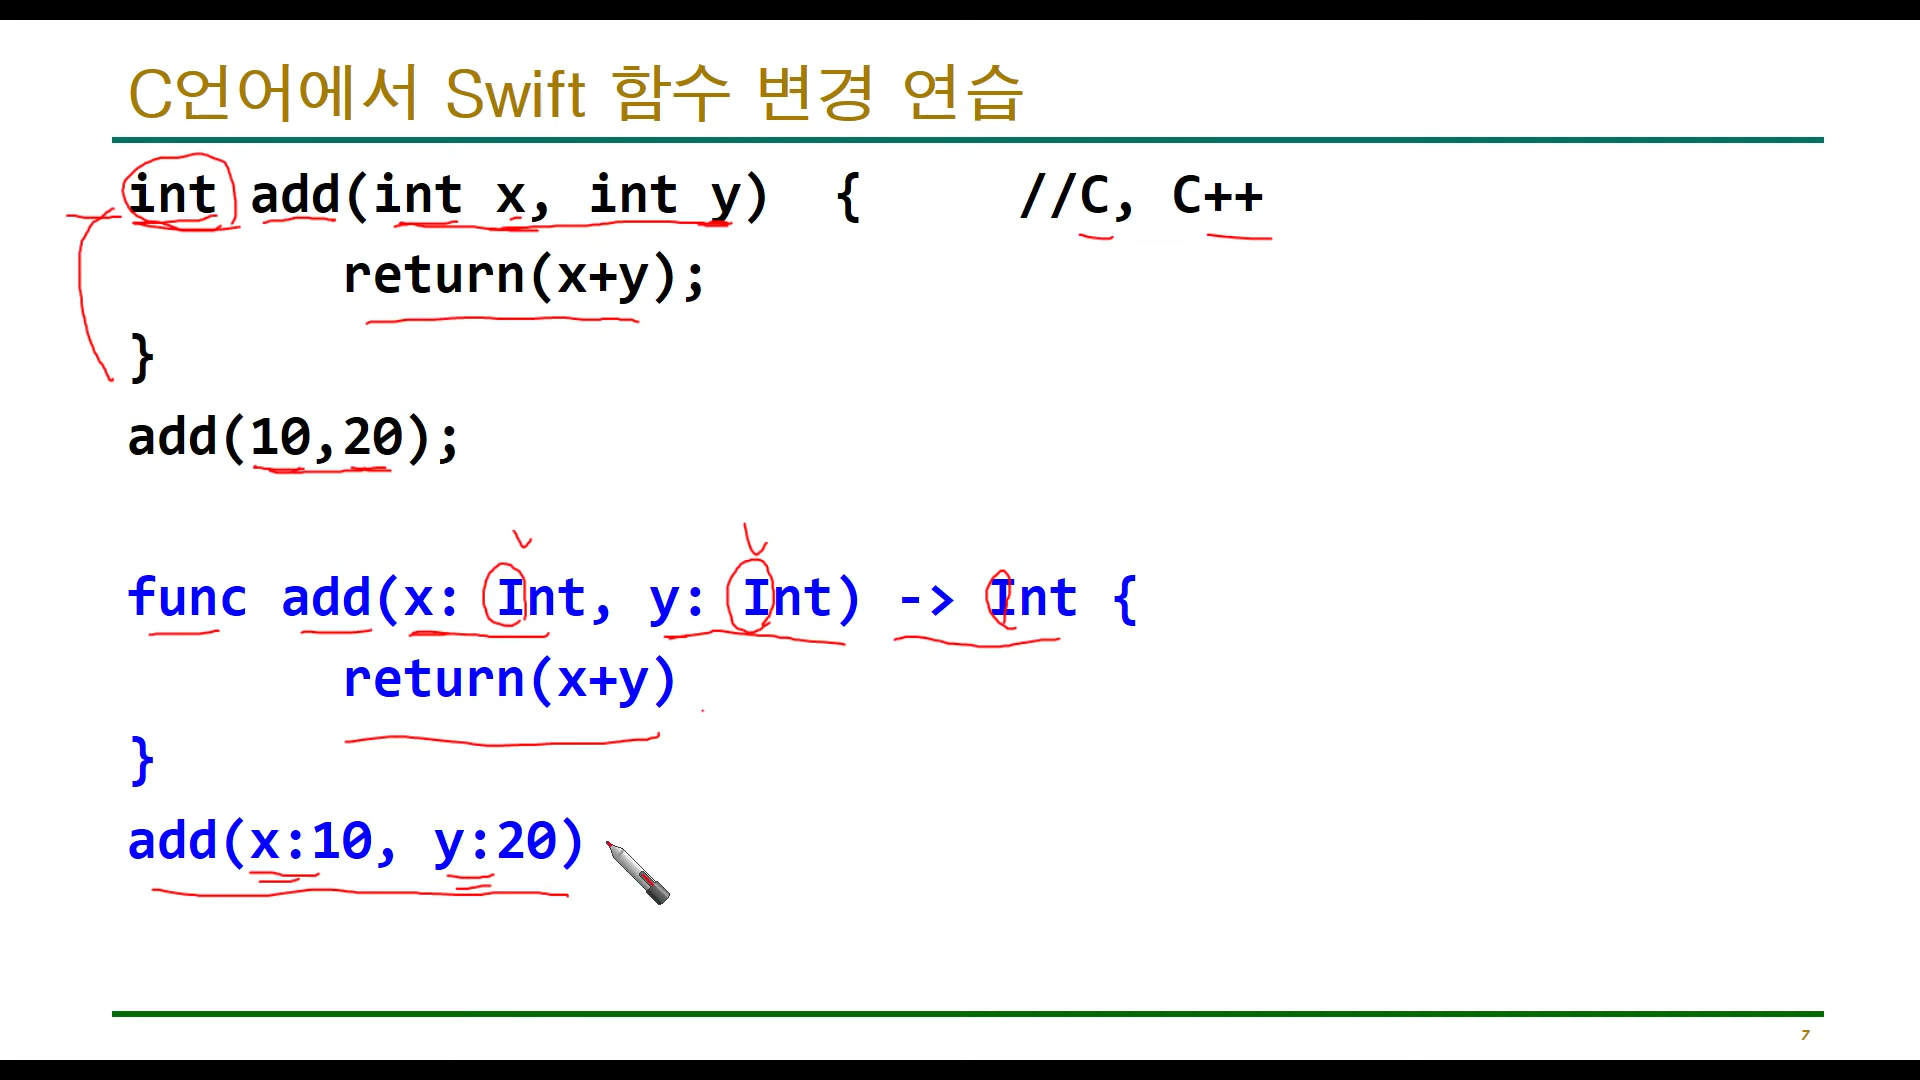 C언어에서 Swift 함수 변경 연습
int add(int x, int y)  {     //C, C++
       return(x+y);
}
add(10,20);
func add(x: Int, y: Int) -> Int {
       return(x+y)
}
add(x:10, y:20)
7